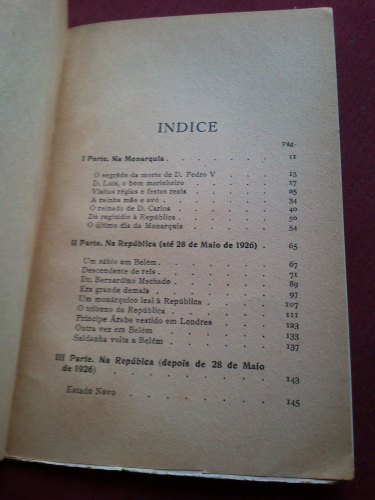 INDICE
Pág.
I Parte. Na Monarquia . . . . . . . 11
O segrêdo da morte de D. Pedro V . . . 13
D. Luis, o bom marinheiro . . . . . 17
Visitas régias e festas reais . . . . . 25
A minha mãe e avó . . . . . . 34
O reinado de D. Carlos . . . . . . 40
Do regicídio à República . . . . . . 50
O último dia da Monarquia . . . . . 54
II Parte. Na República (até 28 de Maio de 1926) . 65
Um sábio em Belém . . . . . . 67
Descendente de reis . . . . . . 71
Dr. Bernardino Machado . . . . . . 89
Era grande demais . . . . . . 97
Um monárquico leal à República . . . . 107
O tribuno da República . . . . . . 111
Príncipe Árabe vestido em Londres . . . 123
Outra vez em Belém . . . . . . 133
Saldanha volta a Belém . . . . . . 137
III Parte. Na Repúbica (depois de 28 de Maio
de 1926) . . . . . . . . 143
Estado Novo . . . . . . . . 145